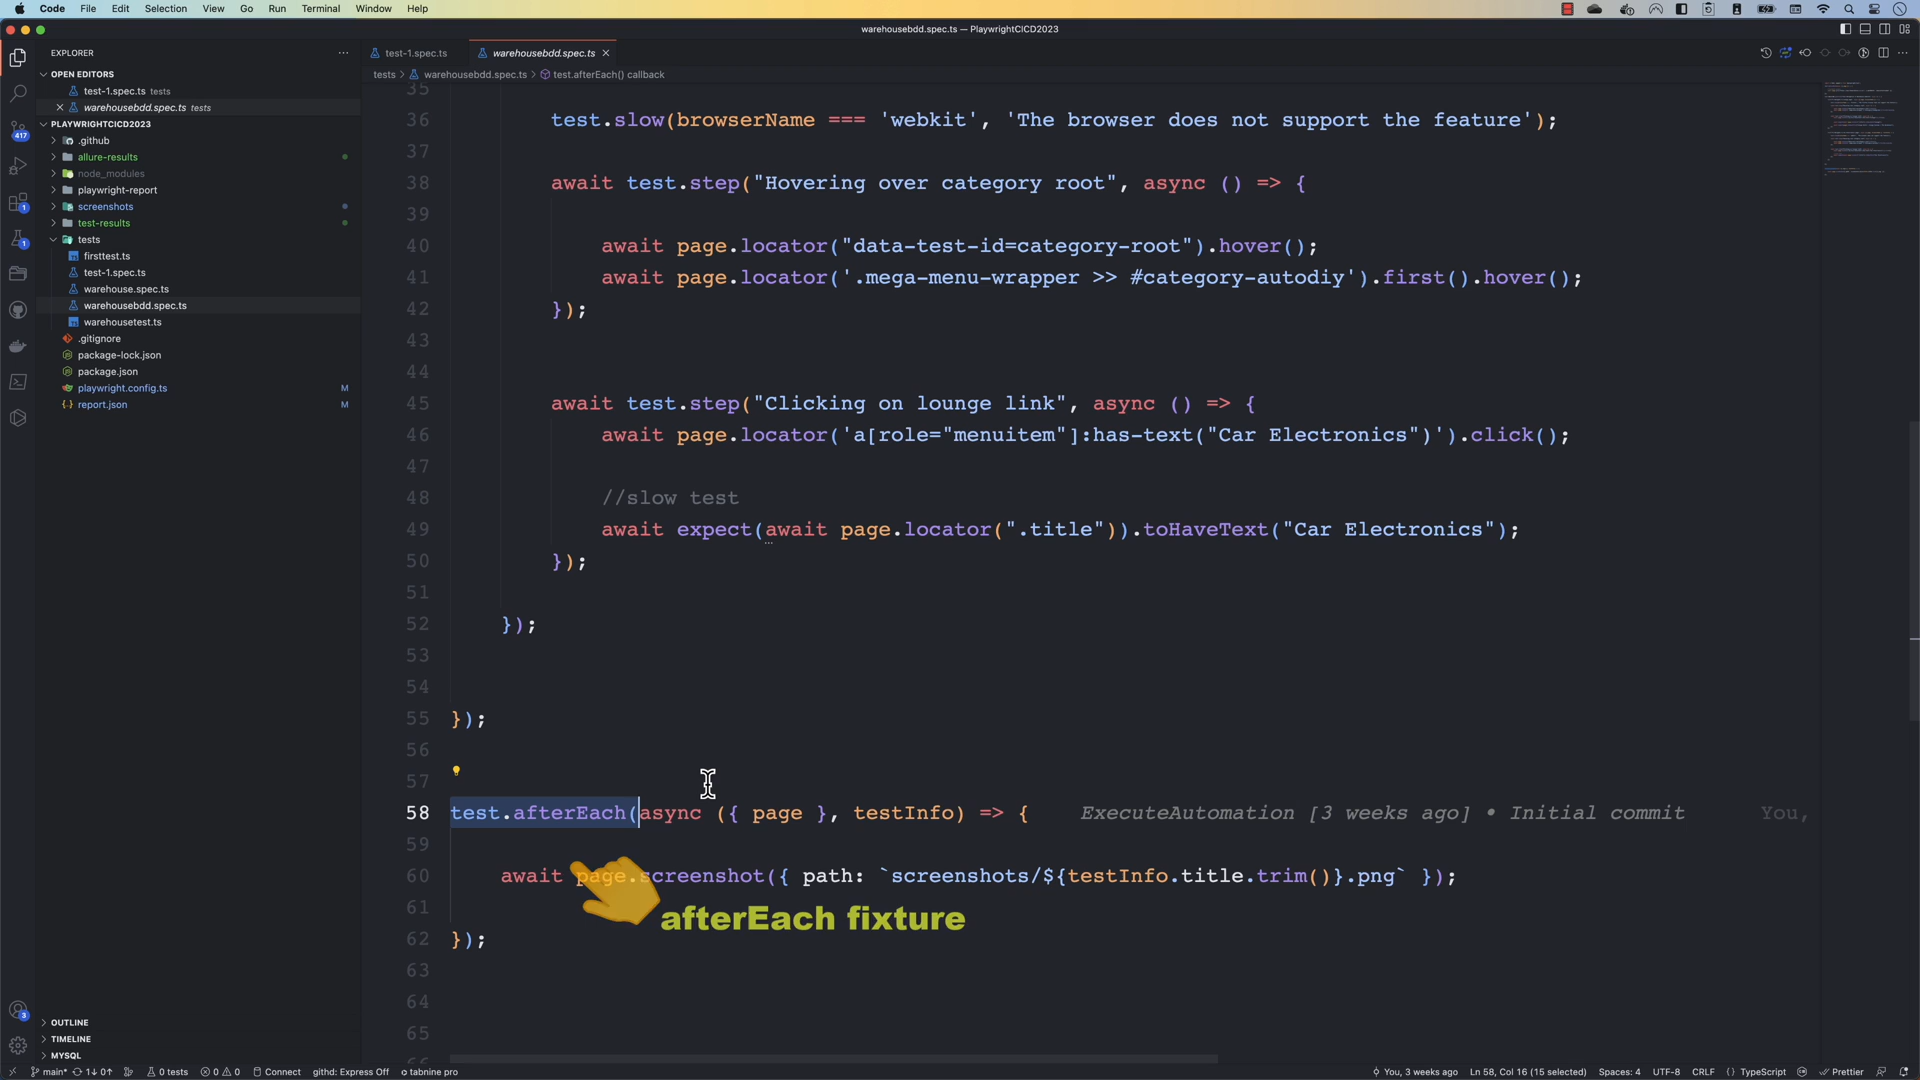 Code File Edit Selection View Go Run Terminal Window Help
warehousebdd.spec.ts — PlaywrightCICD2023
EXPLORER
test-1.spec.ts
warehousebdd.spec.ts
OPEN EDITORS
tests > warehousebdd.spec.ts > test.afterEach() callback
test-1.spec.ts tests
warehousebdd.spec.ts tests
PLAYWRIGHTCICD2023
.github
allure-results
node_modules
playwright-report
screenshots
test-results
tests
firsttest.ts
test-1.spec.ts
warehouse.spec.ts
warehousebdd.spec.ts
warehousetest.ts
.gitignore
package-lock.json
package.json
playwright.config.ts M
report.json M
417
1
1
3
OUTLINE
TIMELINE
MYSQL
35
36 test.slow(browserName === 'webkit', 'The browser does not support the feature');
37
38 await test.step("Hovering over category root", async () => {
39
40 await page.locator("data-test-id=category-root").hover();
41 await page.locator('.mega-menu-wrapper >> #category-autodiy').first().hover();
42 });
43
44
45 await test.step("Clicking on lounge link", async () => {
46 await page.locator('a[role="menuitem"]:has-text("Car Electronics")').click();
47
48 //slow test
49 await expect(await page.locator(".title")).toHaveText("Car Electronics");
50 });
51
52 });
53
54
55 });
56
57
58 test.afterEach(async ({ page }, testInfo) => { ExecuteAutomation [3 weeks ago] • Initial commit You,
59
60 await page.screenshot({ path: `screenshots/${testInfo.title.trim()}.png` });
61
afterEach fixture
62 });
63
64
65
main* 1↓ 0↑ 0 tests 0 0 Connect githd: Express Off tabnine pro You, 3 weeks ago Ln 58, Col 16 (15 selected) Spaces: 4 UTF-8 CRLF {} TypeScript Prettier